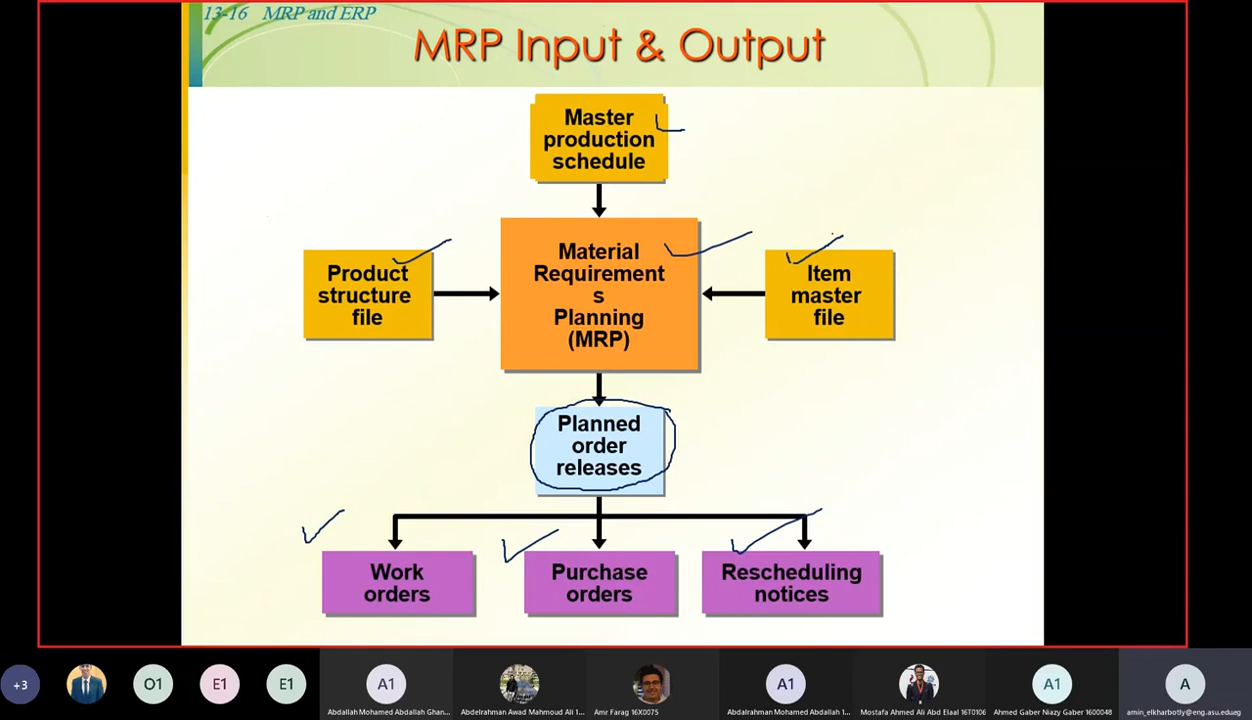 13-16 MRP and ERP
MRP Input & Output
Master
production
schedule
Product
structure
file
Material
Requirement
s
Planning
(MRP)
Item
master
file
Planned
order
releases
Work
orders
Purchase
orders
Rescheduling
notices
+3
O1
E1
E1
A1
A1
A1
A
Abdallah Mohamed Abdallah Ghan...
Abdelrahman Awad Mahmoud Ali 1...
Amr Farag 16X0075
Abdalrahman Mohamed Abdallah 1...
Mostafa Ahmed Ali Abd Elaal 16T0106
Ahmed Gaber Niazy Gaber 1600048
amin_elkharbotly@eng.asu.edueg